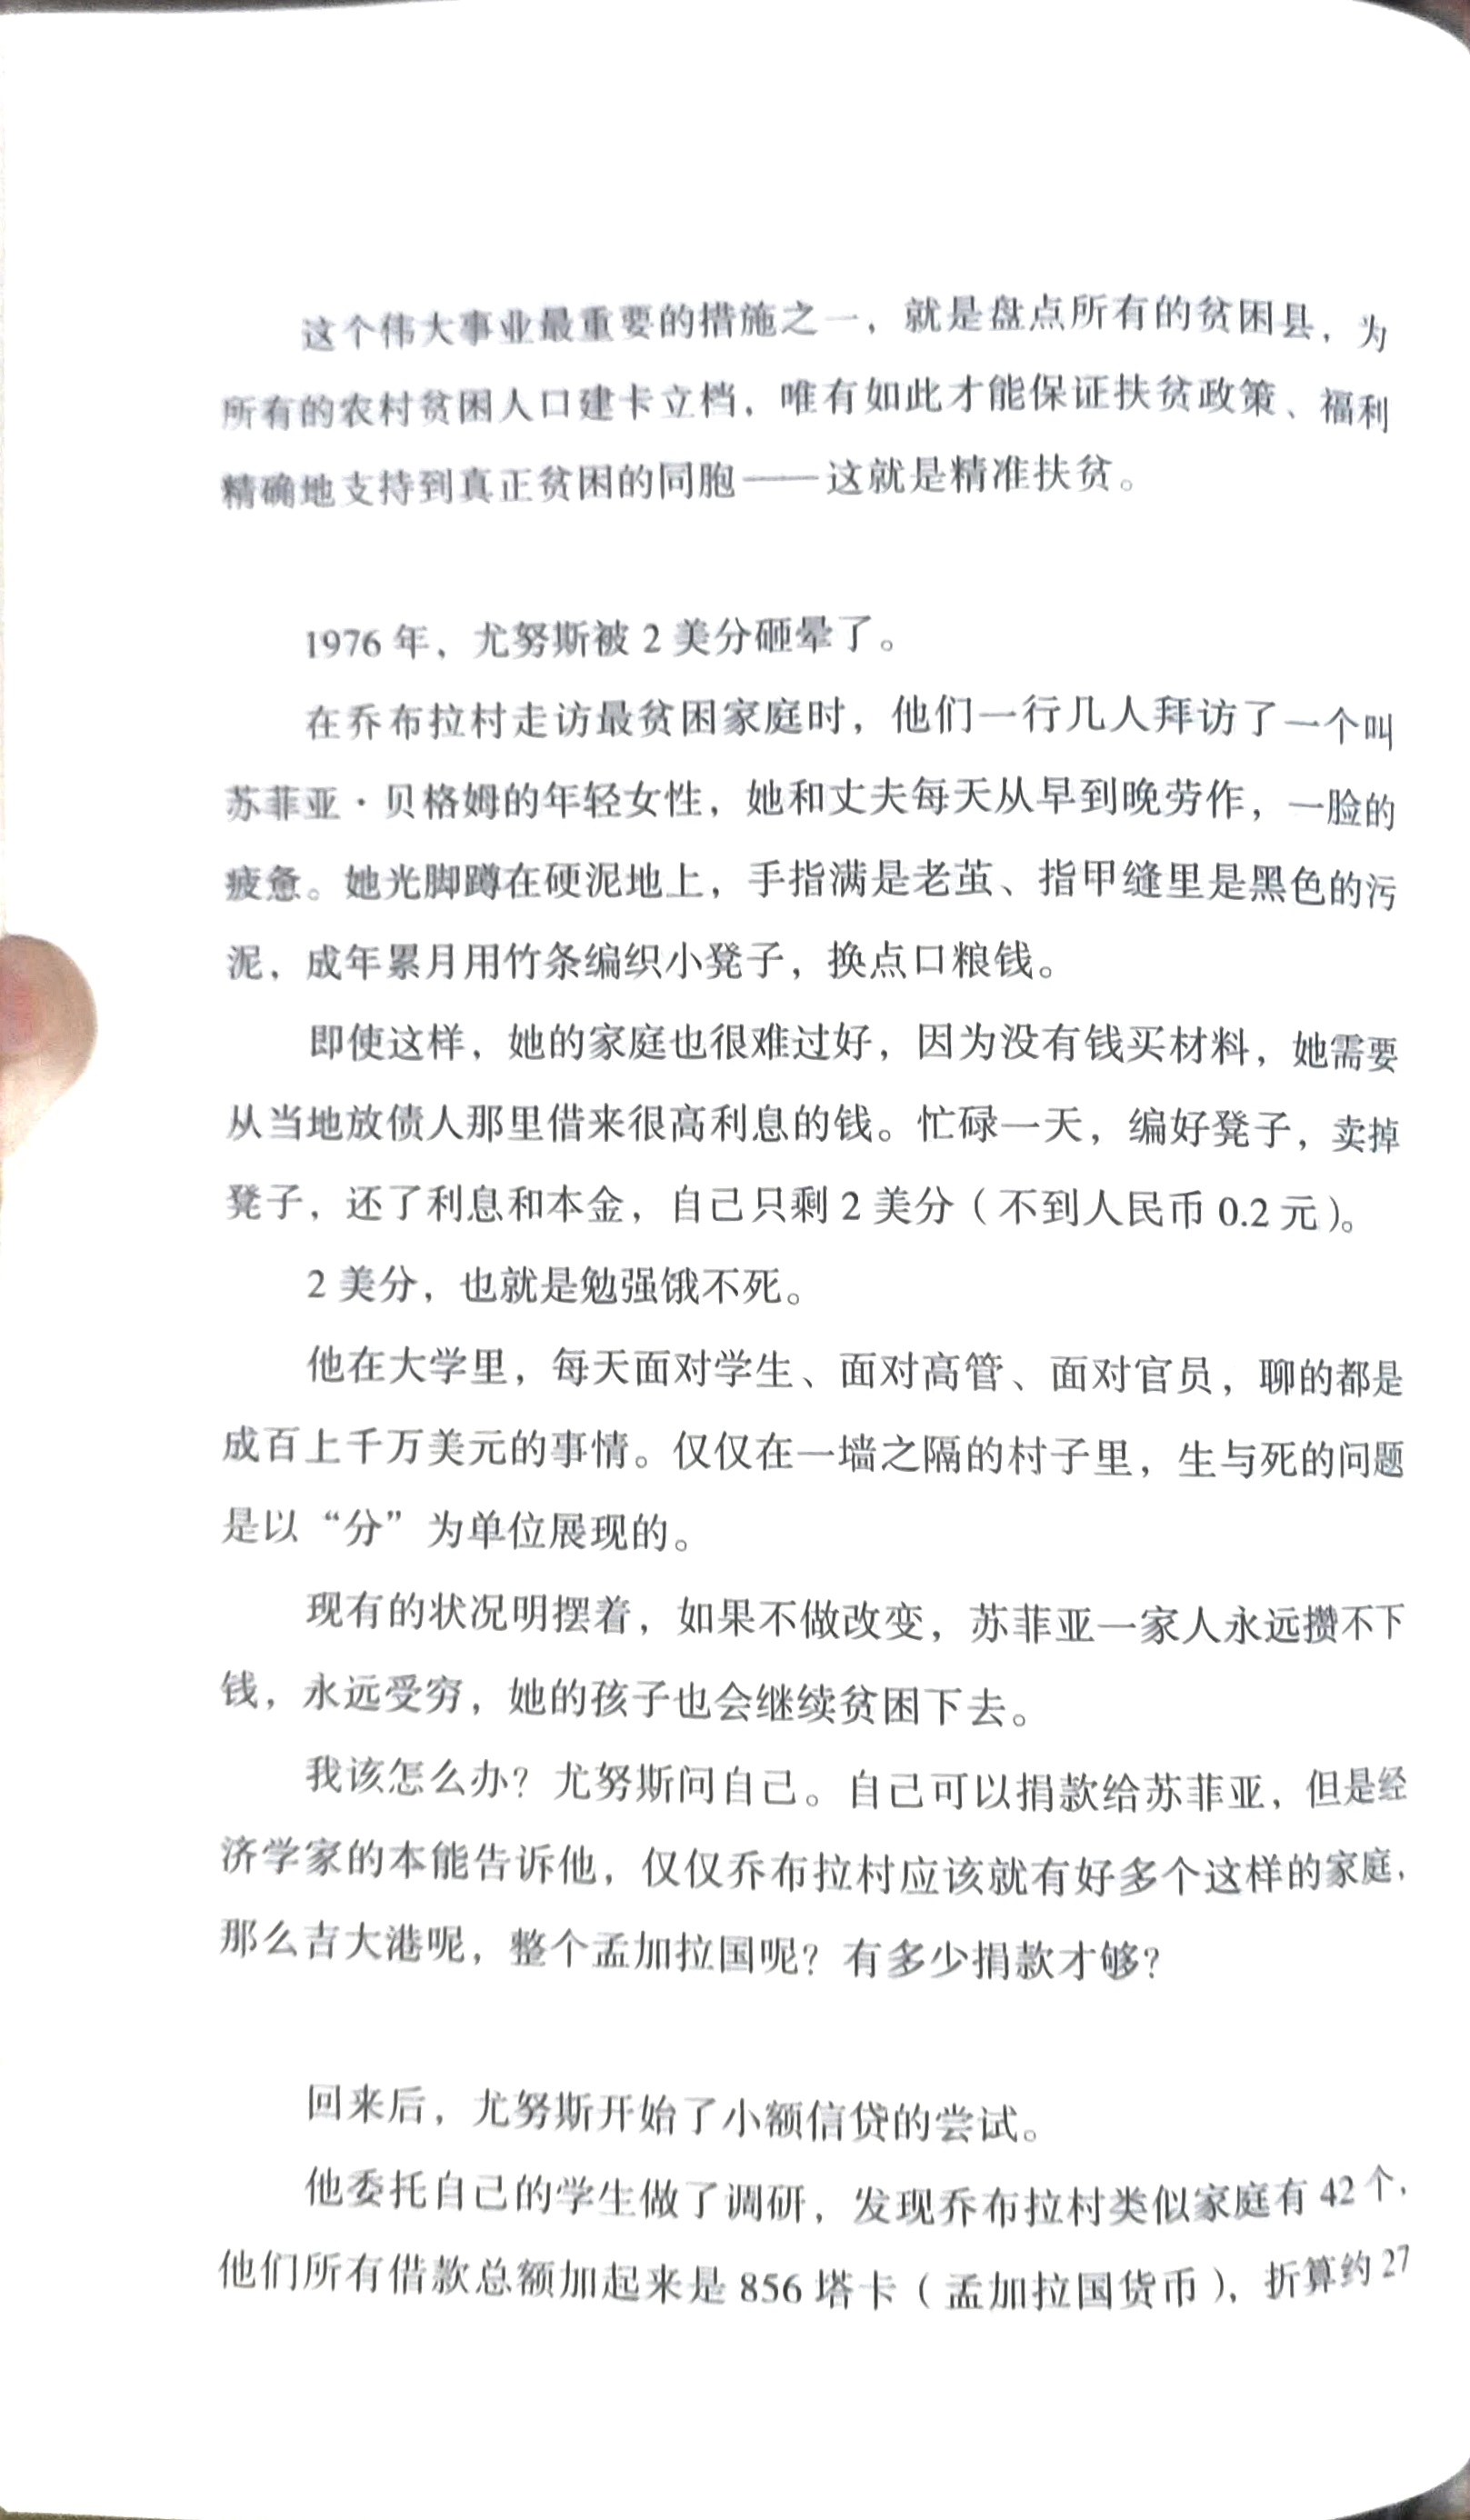 这个伟大事业最重要的措施之一，就是盘点所有的贫困县，为
所有的农村贫困人口建卡立档，唯有如此才能保证扶贫政策、福利
精确地支持到真正贫困的同胞——这就是精准扶贫。
1976 年，尤努斯被 2 美分砸晕了。
在乔布拉村走访最贫困家庭时，他们一行几人拜访了一个叫
苏菲亚·贝格姆的年轻女性，她和丈夫每天从早到晚劳作，一脸的
疲惫。她光脚蹲在硬泥地上，手指满是老茧、指甲缝里是黑色的污
泥，成年累月用竹条编织小凳子，换点口粮钱。
即使这样，她的家庭也很难过好，因为没有钱买材料，她需要
从当地放债人那里借来很高利息的钱。忙碌一天，编好凳子，卖掉
凳子，还了利息和本金，自己只剩 2 美分（不到人民币 0.2 元）。
2 美分，也就是勉强饿不死。
他在大学里，每天面对学生、面对高管、面对官员，聊的都是
成百上千万美元的事情。仅仅在一墙之隔的村子里，生与死的问题
是以“分”为单位展现的。
现有的状况明摆着，如果不做改变，苏菲亚一家人永远攒不下
钱，永远受穷，她的孩子也会继续贫困下去。
我该怎么办？尤努斯问自己。自己可以捐款给苏菲亚，但是经
济学家的本能告诉他，仅仅乔布拉村应该就有好多个这样的家庭，
那么吉大港呢，整个孟加拉国呢？有多少捐款才够？
回来后，尤努斯开始了小额信贷的尝试。
他委托自己的学生做了调研，发现乔布拉村类似家庭有 42 个，
他们所有借款总额加起来是 856 塔卡（孟加拉国货币），折算约 27